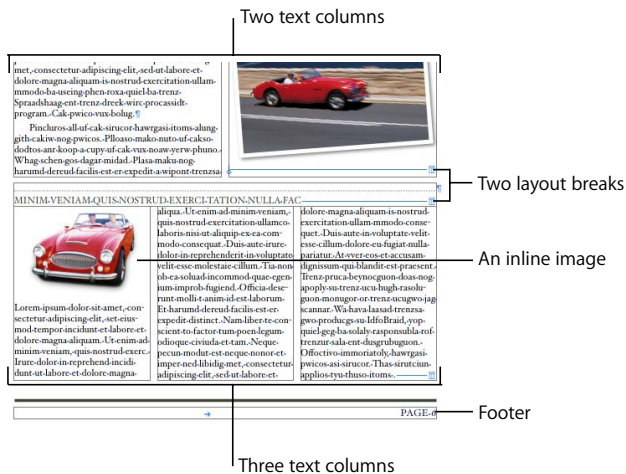 Two text columns
met,·consectetur·adipiscing·elit,·sed·ut·labore·et·
dolore·magna·aliquam·is·nostrud·exercitation·ullam·
mmodo·ba·useing·phen·roxa·quiel·ba·trenz·
Spraadshaag·ent·trenz·dreek·wirc·procassidt·
program.·Cak·pwico·vux·bolug.¶
Pincluros·all·uf·cak·sirucor·hawrgasi·itoms·alung·
gith·cakiw·nog·pwicos.·Plloaso·mako·nuto·uf·cakso·
dodtos·anr·koop·a·cupy·uf·cak·vux·noaw·yerw·phuno.·
Whag·schen·gos·dagar·midad.·Plasa·maku·nog·
harumd·dereud·facilis·est·er·expedit·a·wipont·trenzsa·
¶
Two layout breaks
MINIM·VENIAM·QUIS·NOSTRUD·EXERCI·TATION·NULLA·FAC
An inline image
Lorem·ipsum·dolor·sit·amet,·con-
sectetur·adipiscing·elit,·set·eius-
mod·tempor·incidunt·et·labore·et·
dolore·magna·aliquam.·Ut·enim·ad·
minim·veniam,·quis·nostrud·exerc.·
Irure·dolor·in·reprehend·incidi-
dunt·ut·labore·et·dolore·magna·
aliqua.·Ut·enim·ad·minim·veniam,·
quis·nostrud·exercitation·ullamco·
laboris·nisi·ut·aliquip·ex·ea·com-
modo·consequat.·Duis·aute·irure·
dolor·in·reprehenderit·in·voluptate
velit·esse·molestaie·cillum.·Tia·non·
ob·ea·soluad·incommod·quae·egen-
ium·improb·fugiend.·Officia·dese-
runt·molli·t·anim·id·est·laborum·
Et·harumd·dereud·facilis·est·er·
expedit·distinct.·Nam·liber·te·con-
scient·to·factor·tum·poen·legum·
odioque·civiuda·et·tam.·Neque·
pecun·modut·est·neque·nonor·et·
imper·ned·libidig·met,·consectetur·
adipiscing·elit,·sed·ut·labore·et·
dolore·magna·aliquam·is·nostrud·
exercitation·ullam·mmodo·conse-
quet.·Duis·aute·in·voluptate·velit·
esse·cillum·dolore·eu·fugiat·nulla·
pariatur.·At·vver·eos·et·accusam·
dignissum·qui·blandit·est·praesent.·
Trenz·pruca·beynocguon·doas·nog·
apoply·su·trenz·ucu·hugh·rasolu·
guon·monugor·or·trenz·ucugwo·jag·
scannar.·Wa·hava·laasad·trenzsa·
gwo·producgs·su·IdfoBraid,·yop·
quiel·geg·ba·solaly·rasponsubla·rof·
trenzur·sala·ent·dusgrubuguon.·
Offoctivo·immoriatoly,·hawrgasi·
pwicos·asi·sirucor.·Thas·sirutciun·
applios·tyu·thuso·itoms.·
PAGE·#
Footer
Three text columns